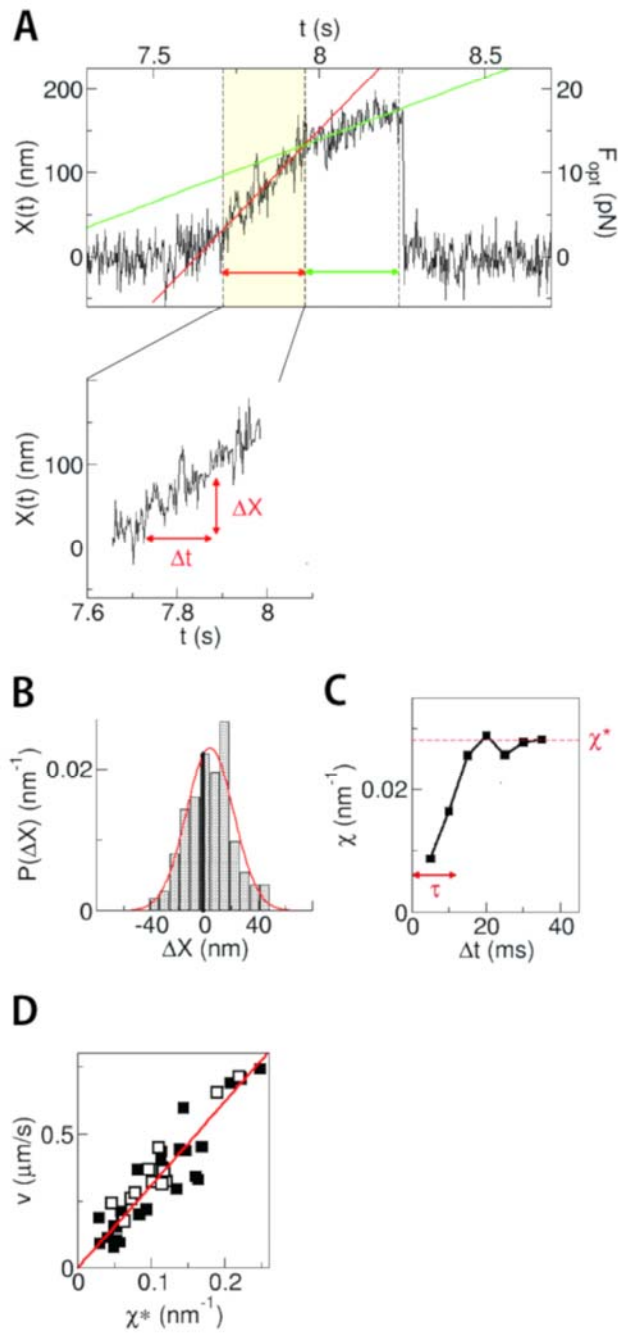 A
t (s)
7.5 8 8.5
200
100
0
X(t) (nm)
20
10
0
F_opt (pN)
X(t) (nm)
100
0
ΔX
Δt
7.6 7.8 8
t (s)
B
P(ΔX) (nm⁻¹)
0.02
0
-40 0 40
ΔX (nm)
C
χ (nm⁻¹)
0.02
0
χ*
τ
0 20 40
Δt (ms)
D
v (μm/s)
0.5
0
0 0.1 0.2
χ* (nm⁻¹)